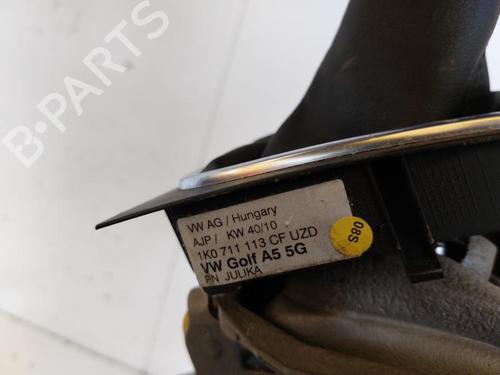 B-PARTS
VW AG / Hungary
AJP / KW 40/10
1K0 711 113 CF UZD
VW Golf A5 5G
PN JULIKA
08S